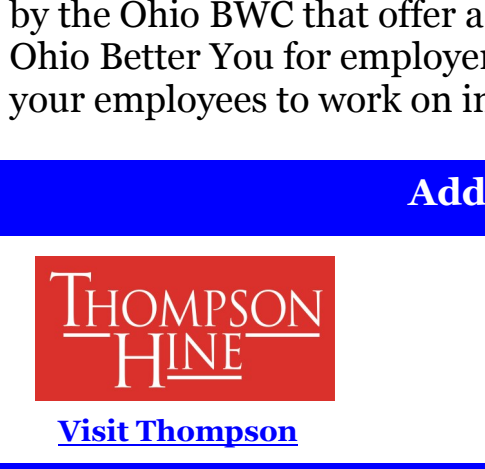 by the Ohio BWC that offer a
Ohio Better You for employer
your employees to work on in
Add
THOMPSON
HINE
Visit Thompson